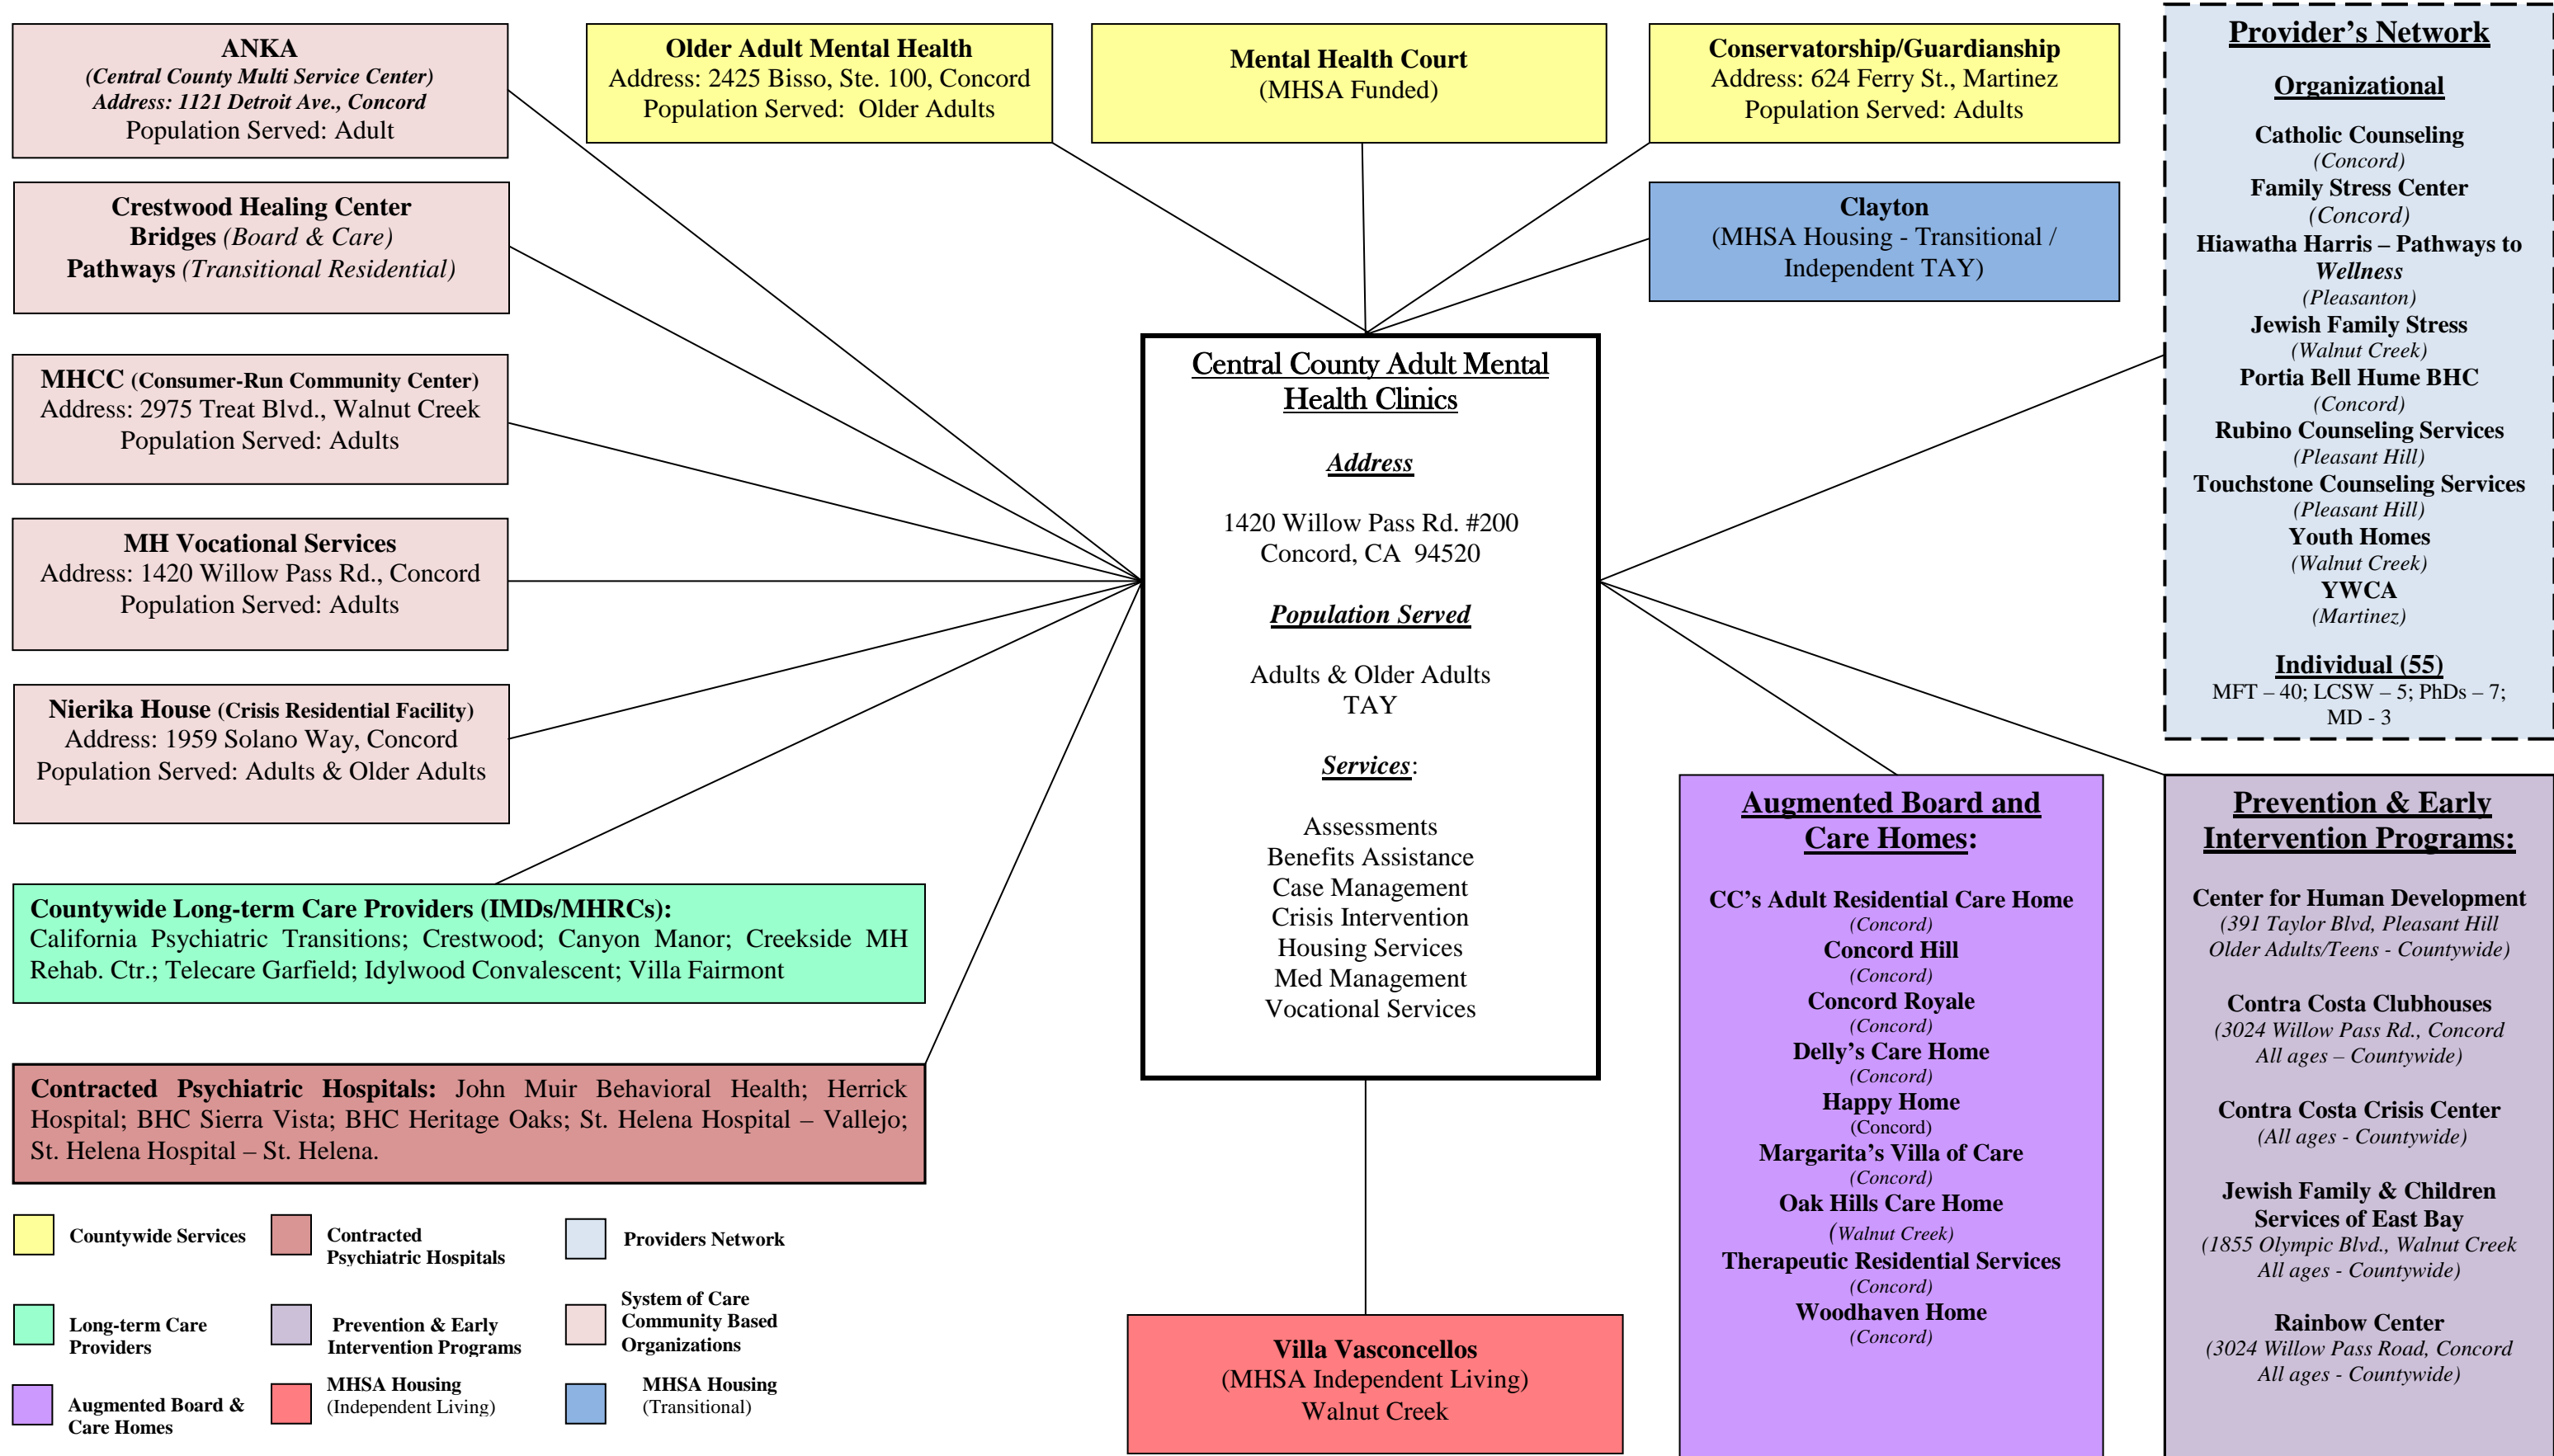 ANKA
(Central County Multi Service Center)
Address: 1121 Detroit Ave., Concord
Population Served: Adult
Older Adult Mental Health
Address: 2425 Bisso, Ste. 100, Concord
Population Served: Older Adults
Mental Health Court
(MHSA Funded)
Conservatorship/Guardianship
Address: 624 Ferry St., Martinez
Population Served: Adults
Clayton
(MHSA Housing - Transitional /
Independent TAY)
Provider's Network
Organizational
Catholic Counseling
(Concord)
Family Stress Center
(Concord)
Hiawatha Harris – Pathways to
Wellness
(Pleasanton)
Jewish Family Stress
(Walnut Creek)
Portia Bell Hume BHC
(Concord)
Rubino Counseling Services
(Pleasant Hill)
Touchstone Counseling Services
(Pleasant Hill)
Youth Homes
(Walnut Creek)
YWCA
(Martinez)
Individual (55)
MFT – 40; LCSW – 5; PhDs – 7;
MD - 3
Crestwood Healing Center
Bridges (Board & Care)
Pathways (Transitional Residential)
MHCC (Consumer-Run Community Center)
Address: 2975 Treat Blvd., Walnut Creek
Population Served: Adults
MH Vocational Services
Address: 1420 Willow Pass Rd., Concord
Population Served: Adults
Nierika House (Crisis Residential Facility)
Address: 1959 Solano Way, Concord
Population Served: Adults & Older Adults
Central County Adult Mental
Health Clinics
Address
1420 Willow Pass Rd. #200
Concord, CA 94520
Population Served
Adults & Older Adults
TAY
Services:
Assessments
Benefits Assistance
Case Management
Crisis Intervention
Housing Services
Med Management
Vocational Services
Countywide Long-term Care Providers (IMDs/MHRCs):
California Psychiatric Transitions; Crestwood; Canyon Manor; Creekside MH
Rehab. Ctr.; Telecare Garfield; Idylwood Convalescent; Villa Fairmont
Contracted Psychiatric Hospitals: John Muir Behavioral Health; Herrick
Hospital; BHC Sierra Vista; BHC Heritage Oaks; St. Helena Hospital – Vallejo;
St. Helena Hospital – St. Helena.
Augmented Board and
Care Homes:
CC's Adult Residential Care Home
(Concord)
Concord Hill
(Concord)
Concord Royale
(Concord)
Delly's Care Home
(Concord)
Happy Home
(Concord)
Margarita's Villa of Care
(Concord)
Oak Hills Care Home
(Walnut Creek)
Therapeutic Residential Services
(Concord)
Woodhaven Home
(Concord)
Prevention & Early
Intervention Programs:
Center for Human Development
(391 Taylor Blvd, Pleasant Hill
Older Adults/Teens - Countywide)
Contra Costa Clubhouses
(3024 Willow Pass Rd., Concord
All ages – Countywide)
Contra Costa Crisis Center
(All ages - Countywide)
Jewish Family & Children
Services of East Bay
(1855 Olympic Blvd., Walnut Creek
All ages - Countywide)
Rainbow Center
(3024 Willow Pass Road, Concord
All ages - Countywide)
Villa Vasconcellos
(MHSA Independent Living)
Walnut Creek
Countywide Services
Contracted
Psychiatric Hospitals
Providers Network
Long-term Care
Providers
Prevention & Early
Intervention Programs
System of Care
Community Based
Organizations
Augmented Board &
Care Homes
MHSA Housing
(Independent Living)
MHSA Housing
(Transitional)